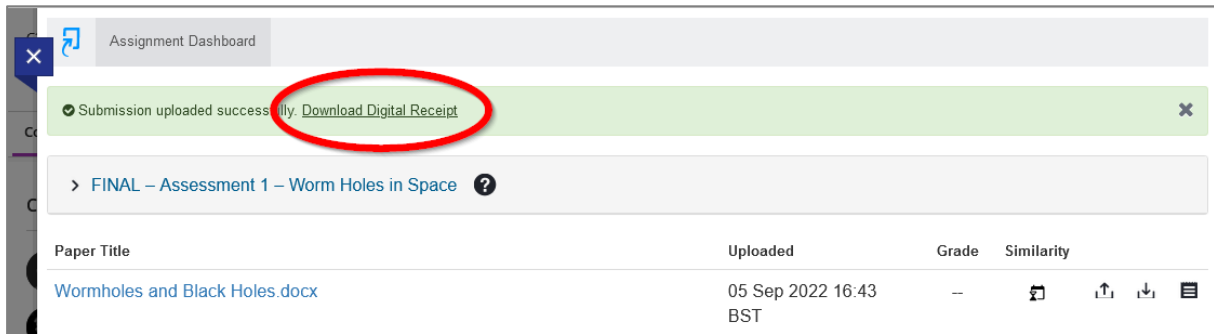 Assignment Dashboard
Submission uploaded successfully. Download Digital Receipt
FINAL – Assessment 1 – Worm Holes in Space
Paper Title Uploaded Grade Similarity
Wormholes and Black Holes.docx 05 Sep 2022 16:43 --
BST